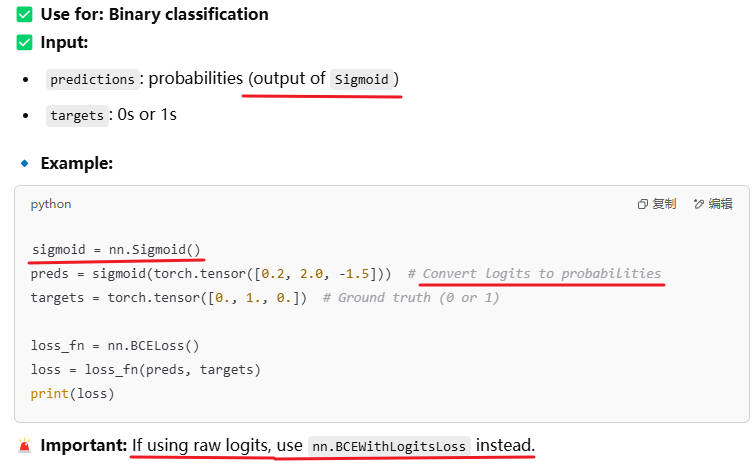 ✅ Use for: Binary classification
✅ Input:
• predictions: probabilities (output of Sigmoid)
• targets: 0s or 1s
🔹 Example:
python 复制 编辑
sigmoid = nn.Sigmoid()
preds = sigmoid(torch.tensor([0.2, 2.0, -1.5]))  # Convert logits to probabilities
targets = torch.tensor([0., 1., 0.])  # Ground truth (0 or 1)
loss_fn = nn.BCELoss()
loss = loss_fn(preds, targets)
print(loss)
🚨 Important: If using raw logits, use nn.BCEWithLogitsLoss instead.